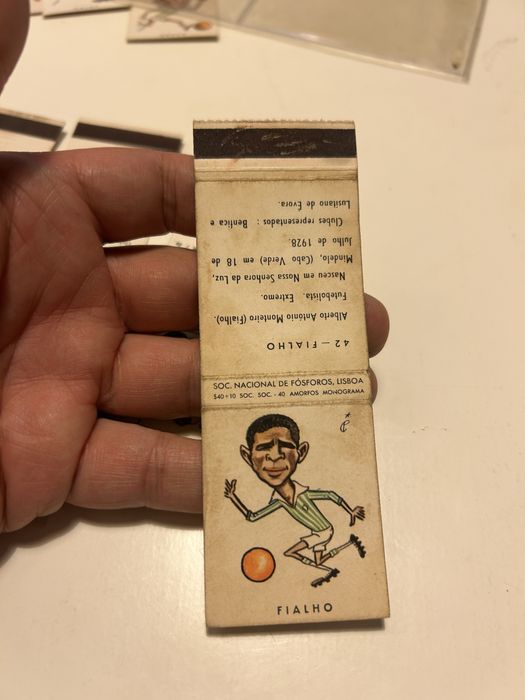 42 — FIALHO
Alberto António Monteiro (Fialho).
Futebolista. Extremo.
Nasceu em Nossa Senhora da Luz,
Mindelo, (Cabo Verde) em 18 de
Julho de 1928.
Clubes representados : Benfica e
Lusitano de Évora.
SOC. NACIONAL DE FÓSFOROS, LISBOA
$40+10 SOC. SOC. - 40 AMORFOS MONOGRAMA
FIALHO